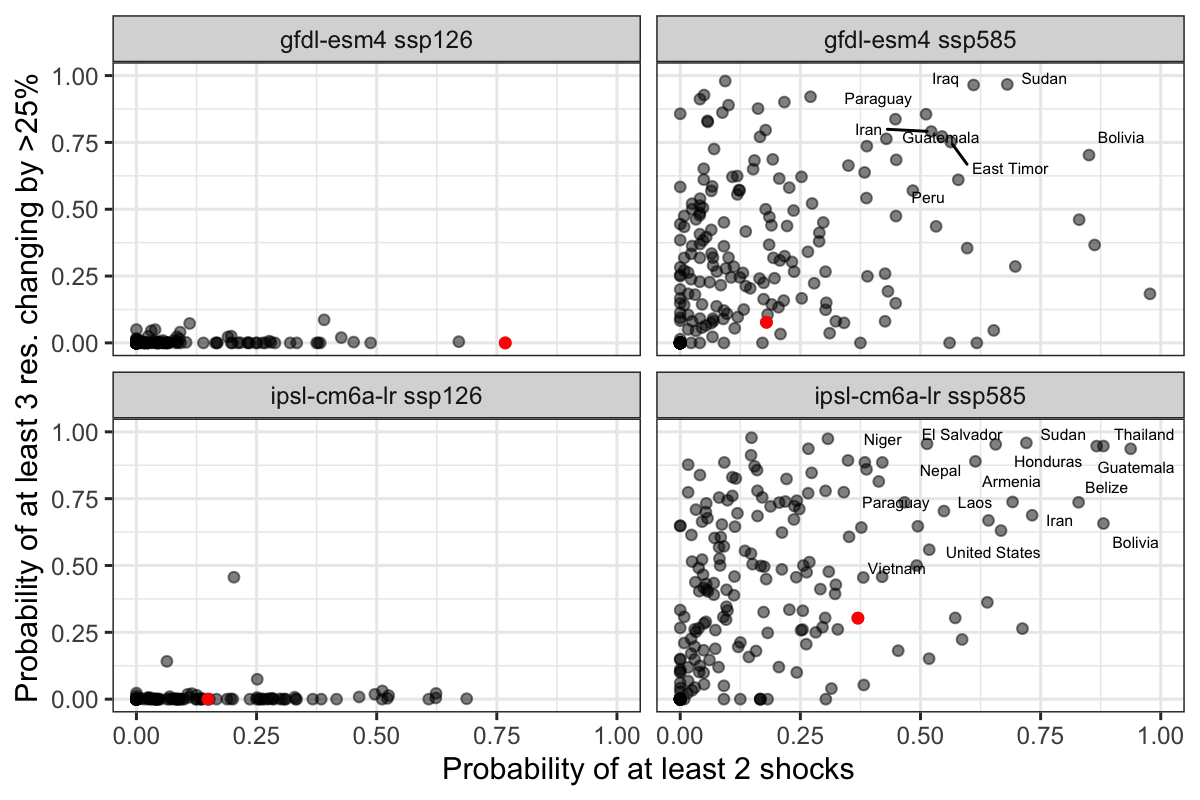 gfdl-esm4 ssp126
gfdl-esm4 ssp585
Probability of at least 3 res. changing by >25%
1.00
0.75
0.50
0.25
0.00
Iraq
Sudan
Paraguay
Iran
Guatemala
Bolivia
East Timor
Peru
ipsl-cm6a-lr ssp126
ipsl-cm6a-lr ssp585
1.00
0.75
0.50
0.25
0.00
Niger
El Salvador
Sudan
Thailand
Nepal
Honduras
Guatemala
Armenia
Belize
Paraguay
Laos
Iran
Bolivia
United States
Vietnam
0.00 0.25 0.50 0.75 1.00
0.00 0.25 0.50 0.75 1.00
Probability of at least 2 shocks